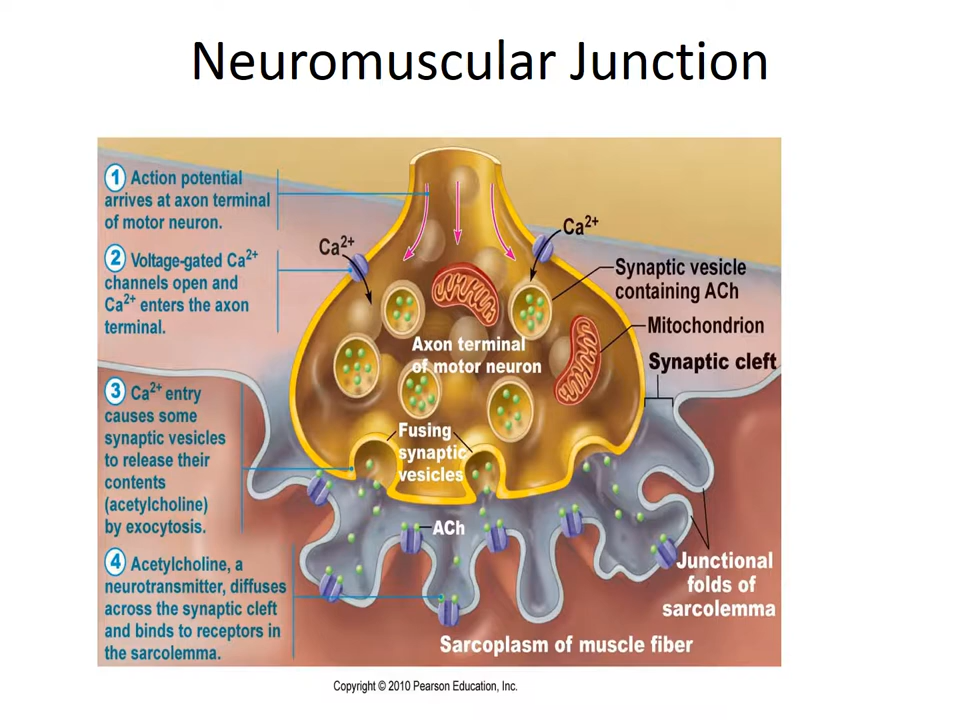 Neuromuscular Junction
1 Action potential
arrives at axon terminal
of motor neuron.
2 Voltage-gated Ca²⁺
channels open and
Ca²⁺ enters the axon
terminal.
3 Ca²⁺ entry
causes some
synaptic vesicles
to release their
contents
(acetylcholine)
by exocytosis.
4 Acetylcholine, a
neurotransmitter, diffuses
across the synaptic cleft
and binds to receptors in
the sarcolemma.
Ca²⁺
Ca²⁺
Synaptic vesicle
containing ACh
Mitochondrion
Synaptic cleft
Axon terminal
of motor neuron
Fusing
synaptic
vesicles
ACh
Junctional
folds of
sarcolemma
Sarcoplasm of muscle fiber
Copyright © 2010 Pearson Education, Inc.